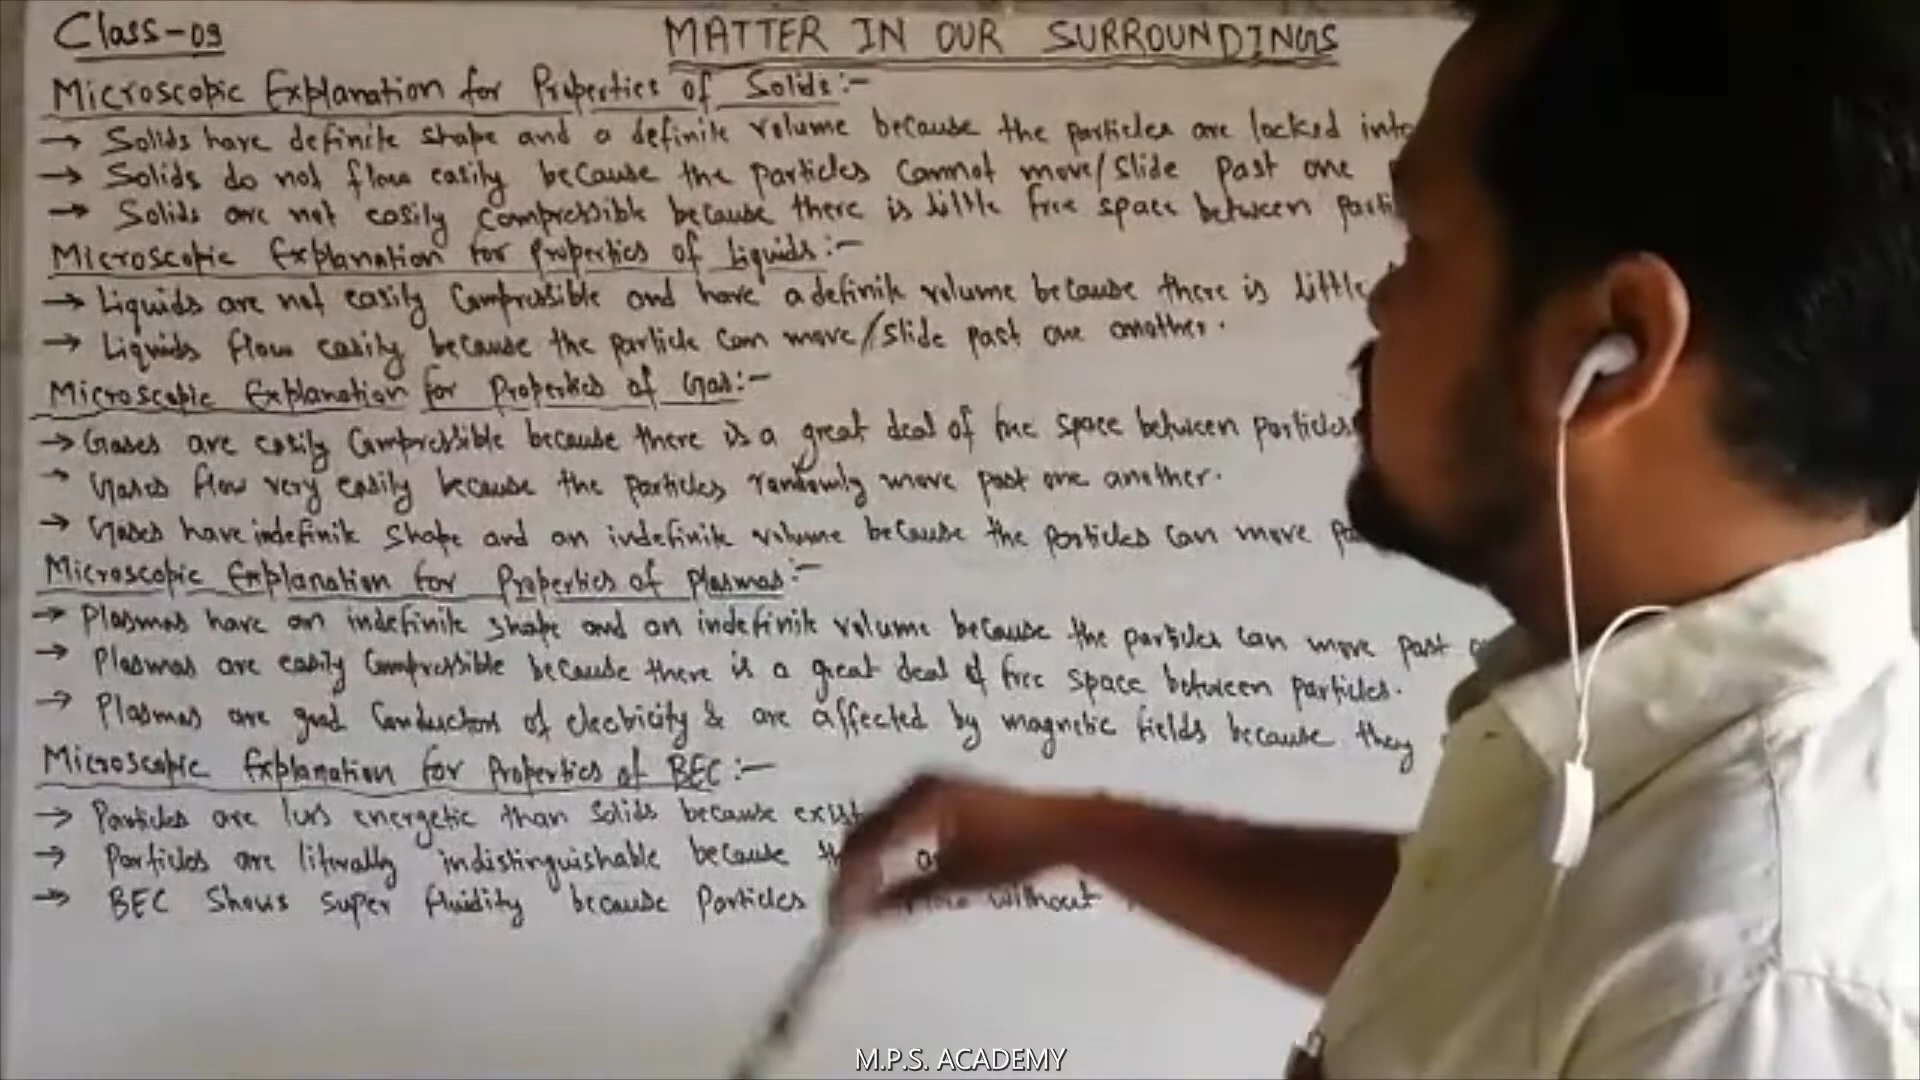 Class-09
MATTER IN OUR SURROUNDINGS
Microscopic Explanation for Properties of Solids:-
→ Solids have definite shape and a definite volume because the particles are locked into
→ Solids do not flow easily because the particles cannot move/slide past one
→ Solids are not easily compressible because there is little free space between parti
Microscopic Explanation for Properties of Liquids:-
→ Liquids are not easily compressible and have a definite volume because there is little
→ Liquids flow easily because the particle can move/slide past one another.
Microscopic Explanation for Properties of Gas:-
→ Gases are easily compressible because there is a great deal of free space between particles
→ Gases flow very easily because the particles randomly move past one another.
→ Gases have indefinite shape and an indefinite volume because the particles can move pa
Microscopic Explanation for Properties of plasmas:-
→ Plasmas have an indefinite shape and an indefinite volume because the particles can move past
→ Plasmas are easily compressible because there is a great deal of free space between particles.
→ Plasmas are good conductors of electricity & are affected by magnetic fields because they
Microscopic Explanation for Properties of BEC:-
→ Particles are less energetic than solids because exist
→ Particles are literally indistinguishable because
→ BEC shows super fluidity because particles without
M.P.S. ACADEMY